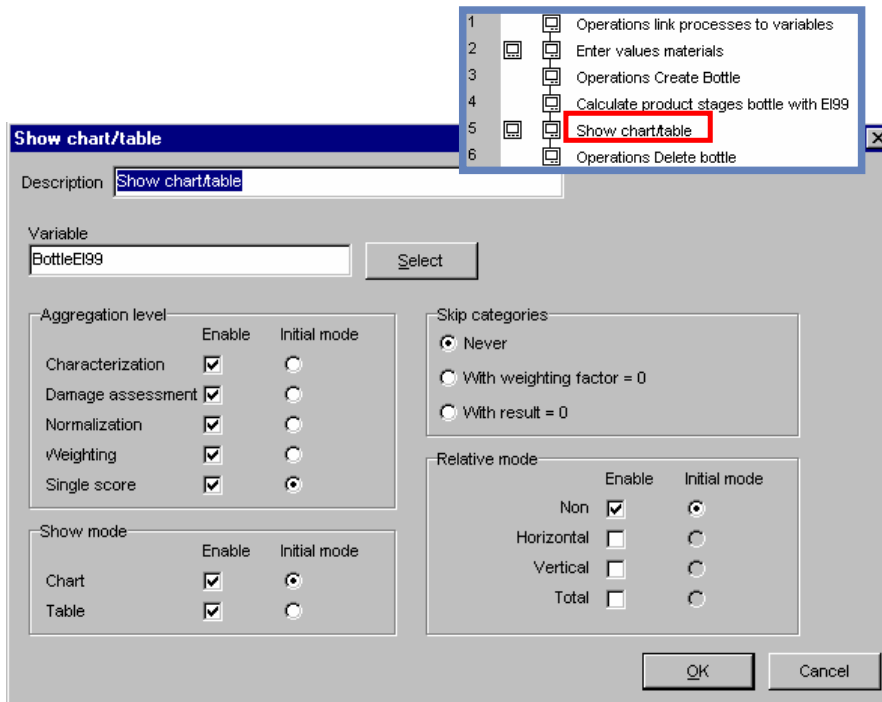 1 Operations link processes to variables
2 Enter values materials
3 Operations Create Bottle
4 Calculate product stages bottle with EI99
5 Show chart/table
6 Operations Delete bottle
Show chart/table
Description Show chart/table
Variable
BottleEI99 Select
Aggregation level
Enable Initial mode
Characterization
Damage assessment
Normalization
Weighting
Single score
Show mode
Enable Initial mode
Chart
Table
Skip categories
Never
With weighting factor = 0
With result = 0
Relative mode
Enable Initial mode
Non
Horizontal
Vertical
Total
OK Cancel